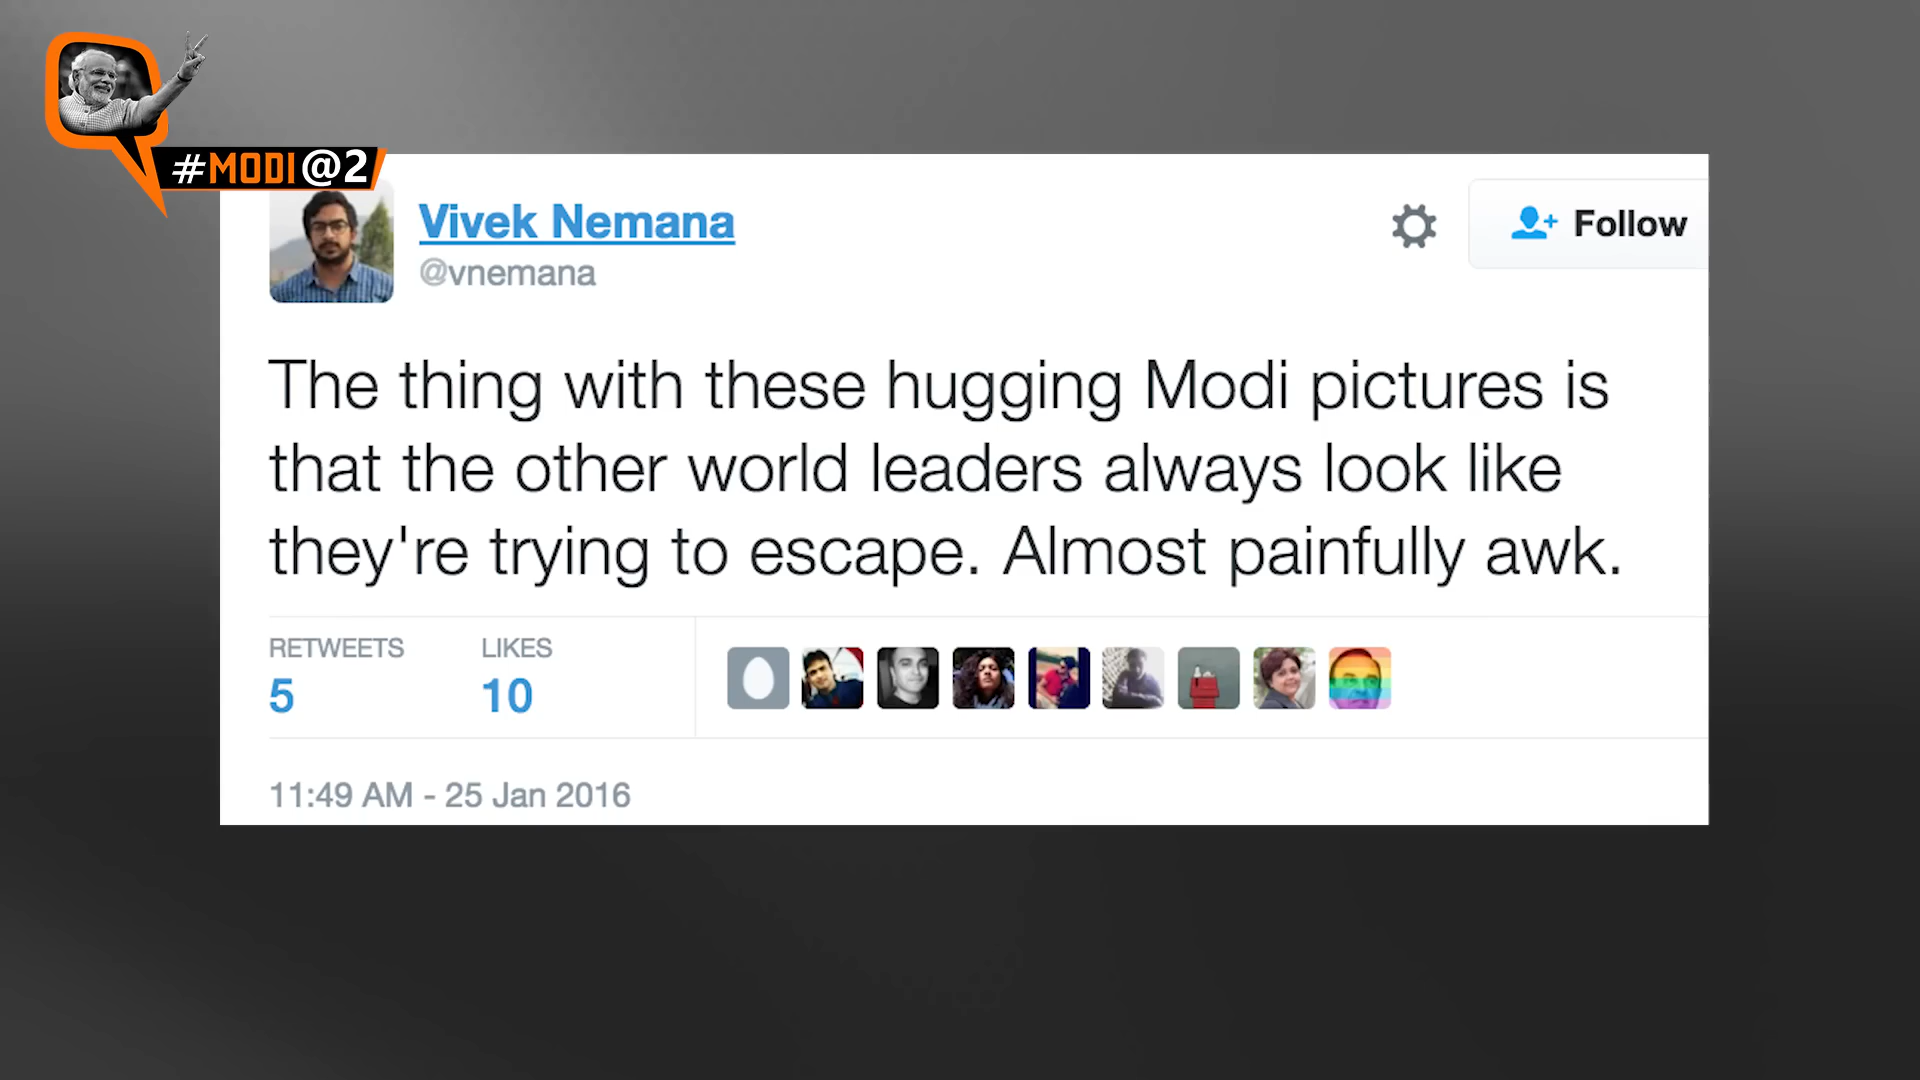 #MODI@2
Vivek Nemana
@vnemana
Follow
The thing with these hugging Modi pictures is
that the other world leaders always look like
they're trying to escape. Almost painfully awk.
RETWEETS LIKES
5 10
11:49 AM - 25 Jan 2016